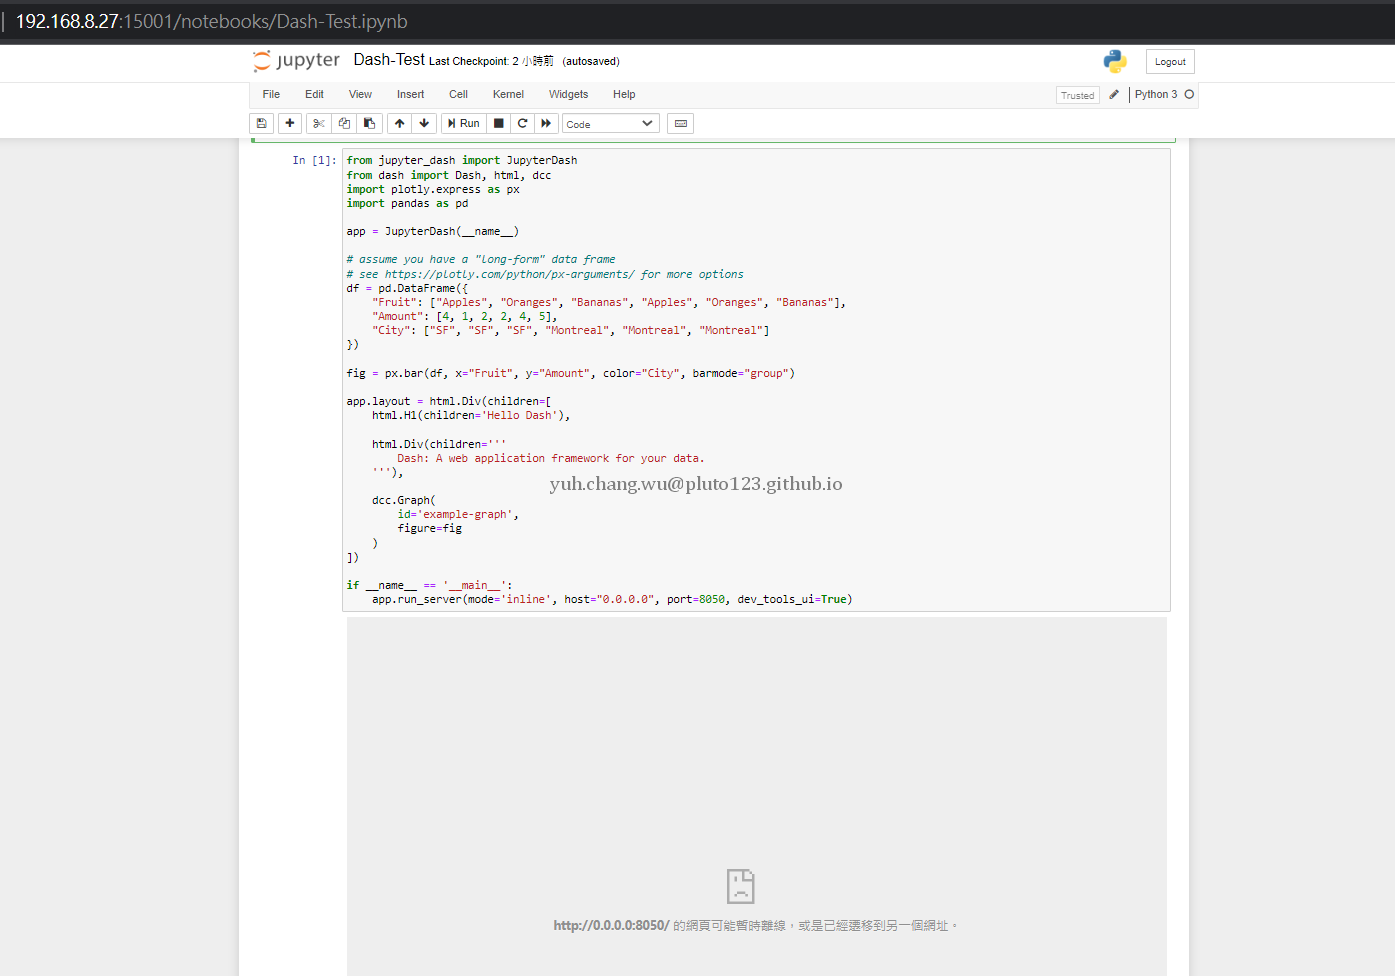 192.168.8.27:15001/notebooks/Dash-Test.ipynb
jupyter Dash-Test Last Checkpoint: 2 小時前 (autosaved) Logout
File Edit View Insert Cell Kernel Widgets Help Trusted Python 3
Run Code
In [1]: from jupyter_dash import JupyterDash
from dash import Dash, html, dcc
import plotly.express as px
import pandas as pd
app = JupyterDash(__name__)
# assume you have a "long-form" data frame
# see https://plotly.com/python/px-arguments/ for more options
df = pd.DataFrame({
"Fruit": ["Apples", "Oranges", "Bananas", "Apples", "Oranges", "Bananas"],
"Amount": [4, 1, 2, 2, 4, 5],
"City": ["SF", "SF", "SF", "Montreal", "Montreal", "Montreal"]
})
fig = px.bar(df, x="Fruit", y="Amount", color="City", barmode="group")
app.layout = html.Div(children=[
html.H1(children='Hello Dash'),
html.Div(children='''
Dash: A web application framework for your data.
'''),
yuh.chang.wu@pluto123.github.io
dcc.Graph(
id='example-graph',
figure=fig
)
])
if __name__ == '__main__':
app.run_server(mode='inline', host="0.0.0.0", port=8050, dev_tools_ui=True)
http://0.0.0.0:8050/ 的網頁可能暫時離線，或是已經遷移到另一個網址。